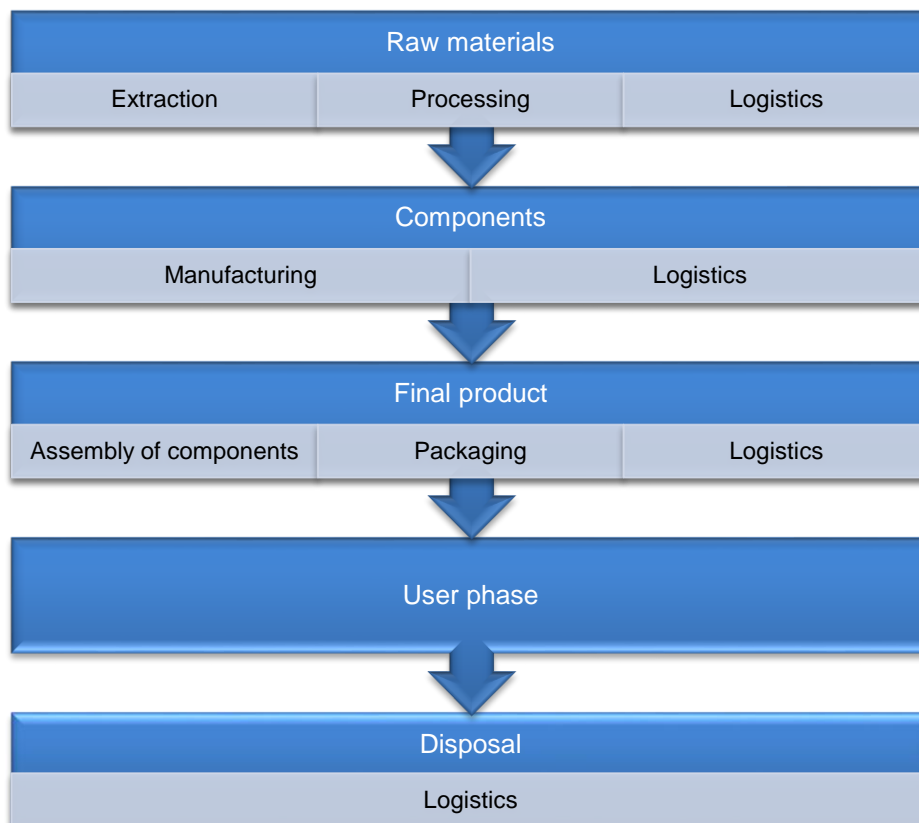 Raw materials
Extraction Processing Logistics
Components
Manufacturing Logistics
Final product
Assembly of components Packaging Logistics
User phase
Disposal
Logistics